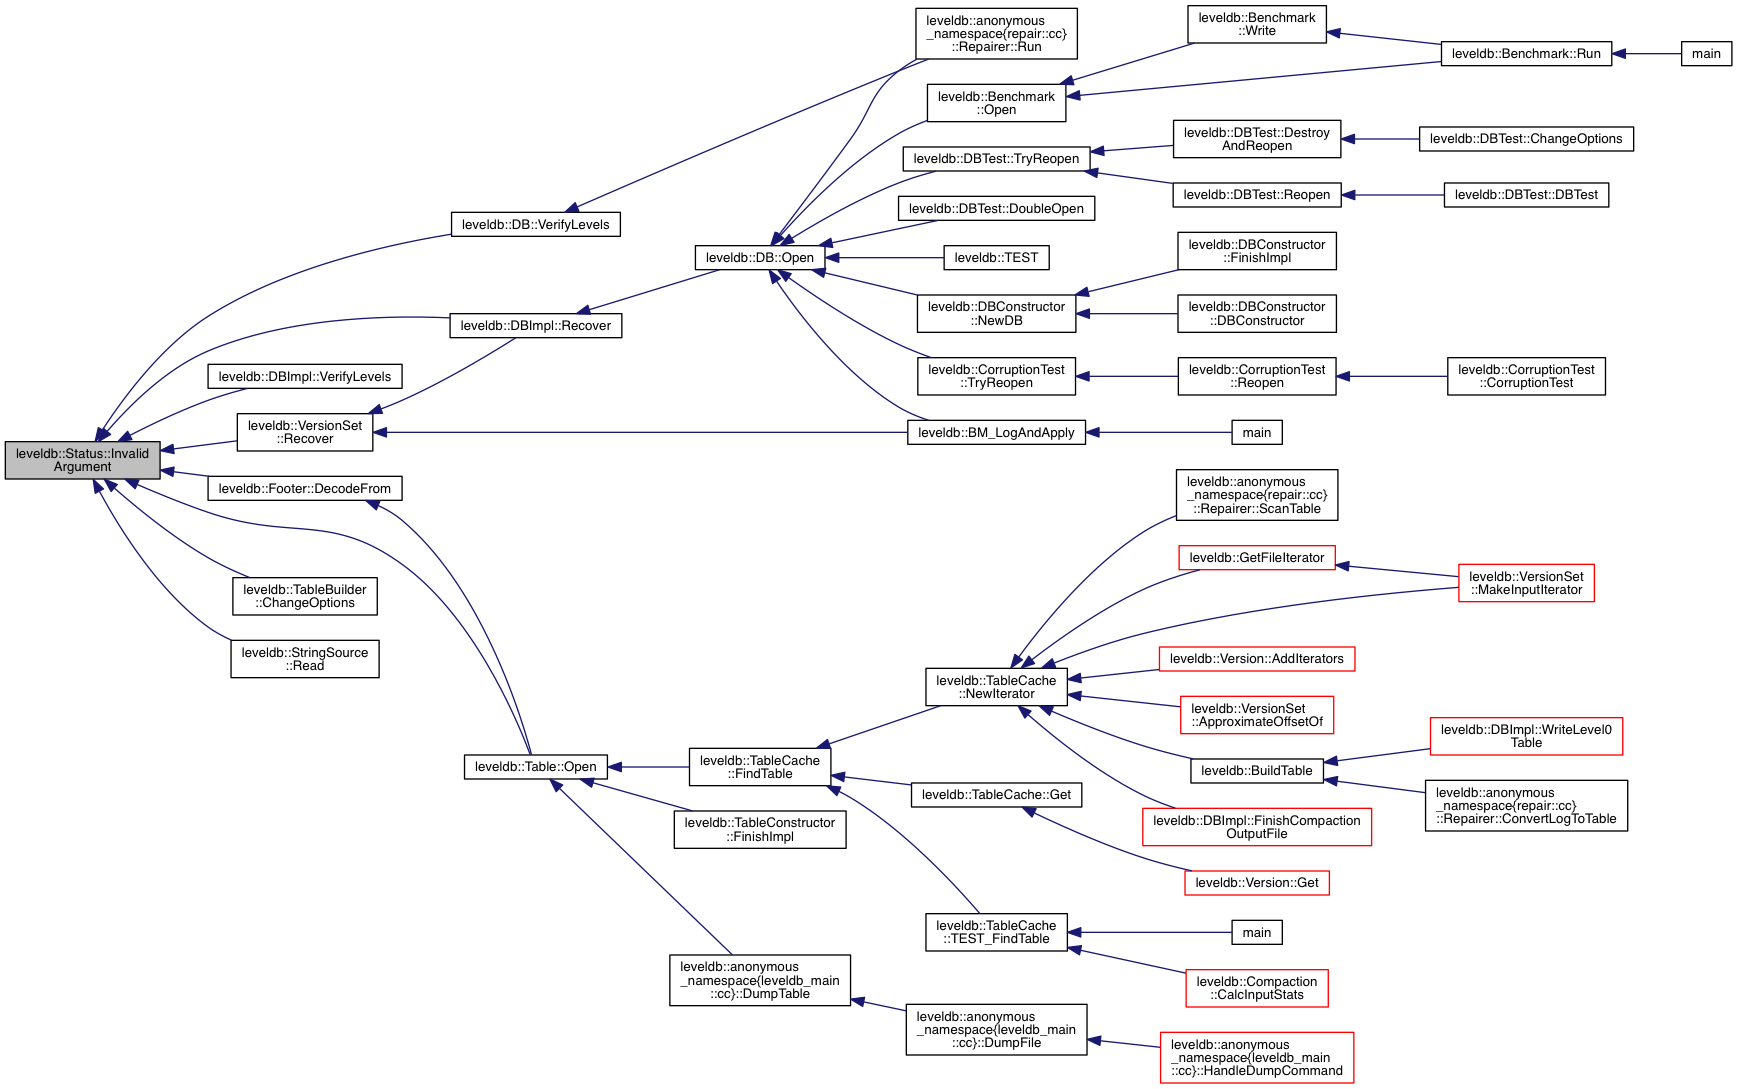 leveldb::Status::Invalid
Argument
leveldb::DB::VerifyLevels
leveldb::DBImpl::Recover
leveldb::DBImpl::VerifyLevels
leveldb::VersionSet
::Recover
leveldb::Footer::DecodeFrom
leveldb::TableBuilder
::ChangeOptions
leveldb::StringSource
::Read
leveldb::Table::Open
leveldb::DB::Open
leveldb::TableCache
::FindTable
leveldb::TableConstructor
::FinishImpl
leveldb::anonymous
_namespace{leveldb_main
::cc}::DumpTable
leveldb::anonymous
_namespace{repair::cc}
::Repairer::Run
leveldb::Benchmark
::Open
leveldb::DBTest::TryReopen
leveldb::DBTest::DoubleOpen
leveldb::TEST
leveldb::DBConstructor
::NewDB
leveldb::CorruptionTest
::TryReopen
leveldb::BM_LogAndApply
leveldb::TableCache
::NewIterator
leveldb::TableCache::Get
leveldb::TableCache
::TEST_FindTable
leveldb::anonymous
_namespace{leveldb_main
::cc}::DumpFile
leveldb::Benchmark
::Write
leveldb::DBTest::Destroy
AndReopen
leveldb::DBTest::Reopen
leveldb::DBConstructor
::FinishImpl
leveldb::DBConstructor
::DBConstructor
leveldb::CorruptionTest
::Reopen
main
leveldb::anonymous
_namespace{repair::cc}
::Repairer::ScanTable
leveldb::GetFileIterator
leveldb::Version::AddIterators
leveldb::VersionSet
::ApproximateOffsetOf
leveldb::BuildTable
leveldb::DBImpl::FinishCompaction
OutputFile
leveldb::Version::Get
main
leveldb::Compaction
::CalcInputStats
leveldb::anonymous
_namespace{leveldb_main
::cc}::HandleDumpCommand
leveldb::Benchmark::Run
main
leveldb::DBTest::ChangeOptions
leveldb::DBTest::DBTest
leveldb::CorruptionTest
::CorruptionTest
leveldb::VersionSet
::MakeInputIterator
leveldb::DBImpl::WriteLevel0
Table
leveldb::anonymous
_namespace{repair::cc}
::Repairer::ConvertLogToTable